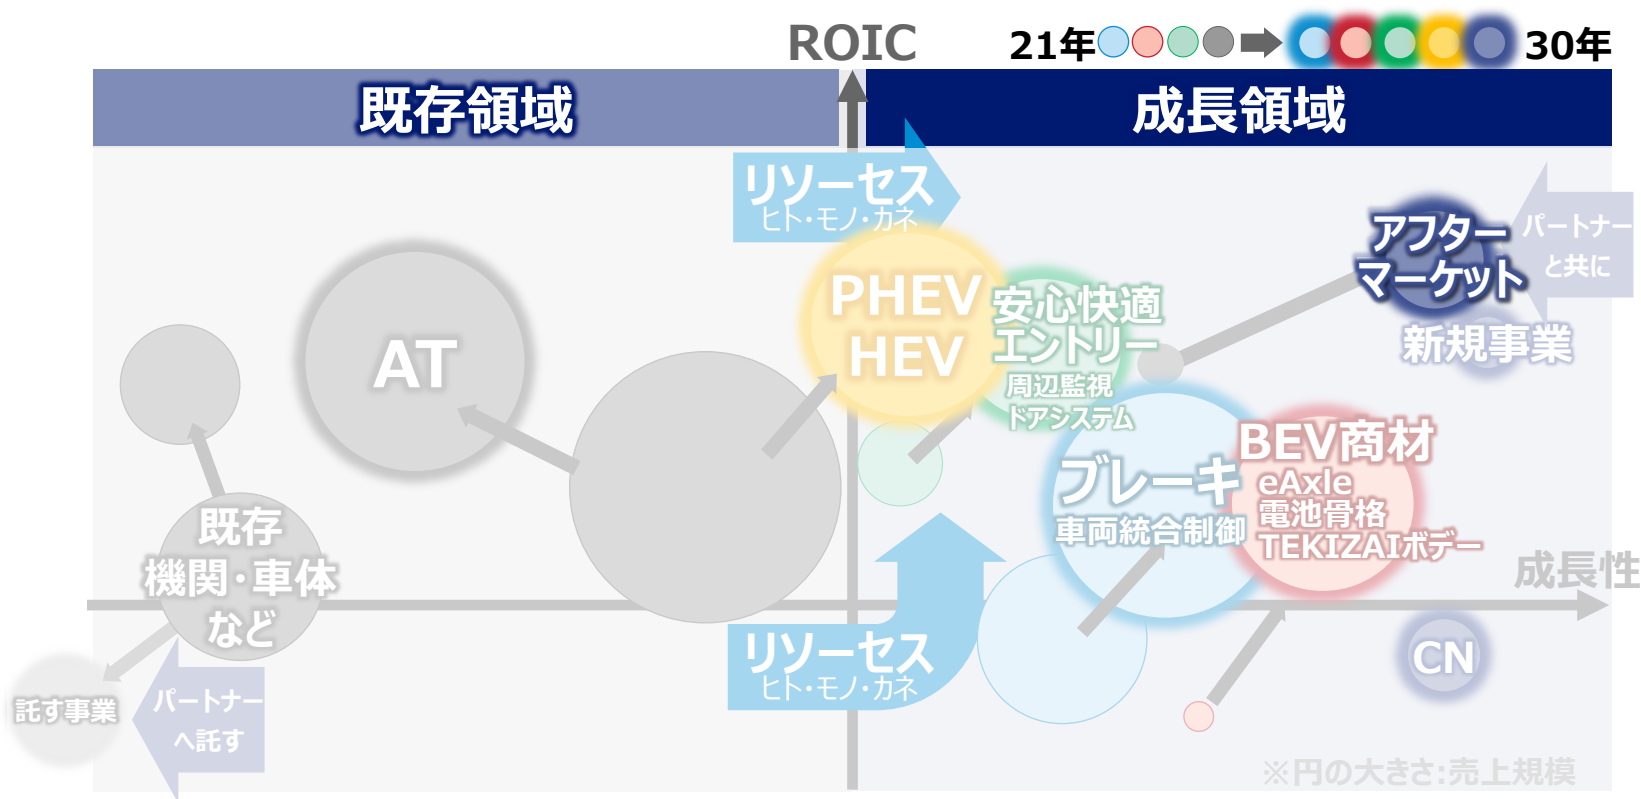 ROIC
21年
30年
既存領域
成長領域
リソーセス
ヒト・モノ・カネ
パートナー
と共に
アフター
マーケット
新規事業
PHEV
HEV
安心快適
エントリー
周辺監視
ドアシステム
AT
BEV商材
eAxle
電池骨格
TEKIZAIボデー
ブレーキ
車両統合制御
既存
機関・車体
など
成長性
リソーセス
ヒト・モノ・カネ
CN
託す事業
パートナー
へ託す
※円の大きさ:売上規模